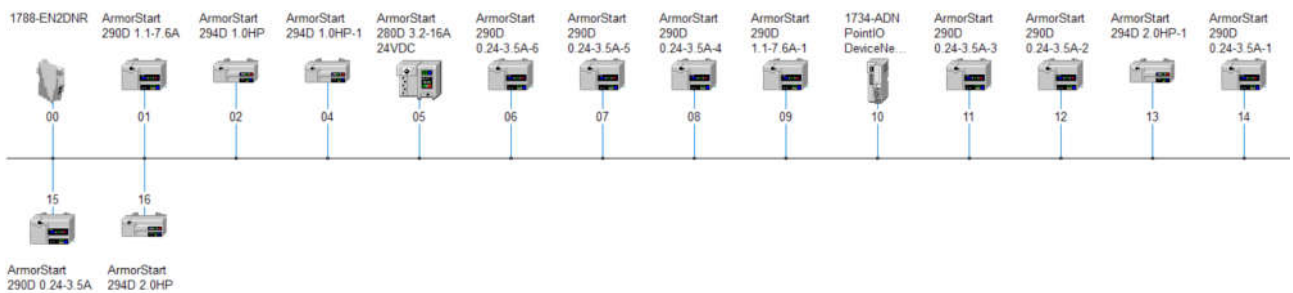 1788-EN2DNR
ArmorStart
290D 1.1-7.6A
ArmorStart
294D 1.0HP
ArmorStart
294D 1.0HP-1
ArmorStart
280D 3.2-16A
24VDC
ArmorStart
290D
0.24-3.5A-6
ArmorStart
290D
0.24-3.5A-5
ArmorStart
290D
0.24-3.5A-4
ArmorStart
290D
1.1-7.6A-1
1734-ADN
PointIO
DeviceNe...
ArmorStart
290D
0.24-3.5A-3
ArmorStart
290D
0.24-3.5A-2
ArmorStart
294D 2.0HP-1
ArmorStart
290D
0.24-3.5A-1
00
01
02
04
05
06
07
08
09
10
11
12
13
14
15
16
ArmorStart
290D 0.24-3.5A
ArmorStart
294D 2.0HP